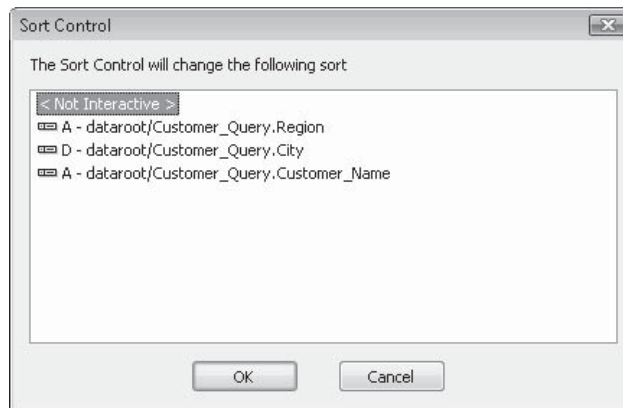 Sort Control
The Sort Control will change the following sort
< Not Interactive >
A - dataroot/Customer_Query.Region
D - dataroot/Customer_Query.City
A - dataroot/Customer_Query.Customer_Name
OK
Cancel